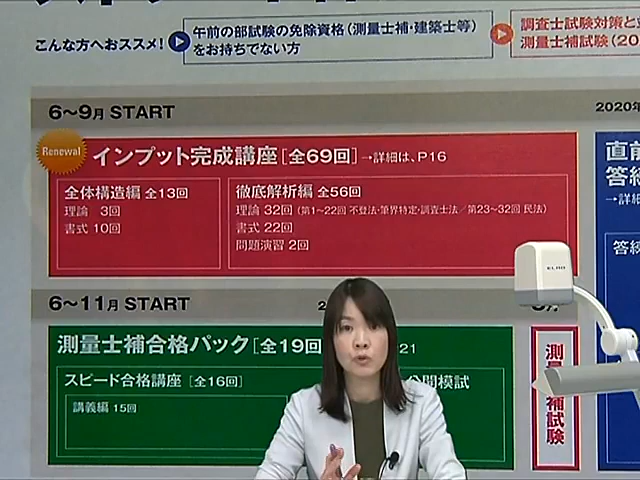 こんな方へおススメ!
午前の部試験の免除資格(測量士補・建築士等)
をお持ちでない方
調査士試験対策と
測量士補試験(20
6〜9月 START
2020年
Renewal
インプット完成講座[全69回]→詳細は、P16
全体構造編 全13回
理論 3回
書式 10回
徹底解析編 全56回
理論 32回(第1〜22回 不登法・筆界特定・調査士法/第23〜32回 民法)
書式 22回
問題演習 2回
直前
答練
→詳細
答練
ELMO
6〜11月 START
測量士補合格パック[全19回
21
スピード合格講座[全16回]
公開模試
講義編 15回
測量士補試験